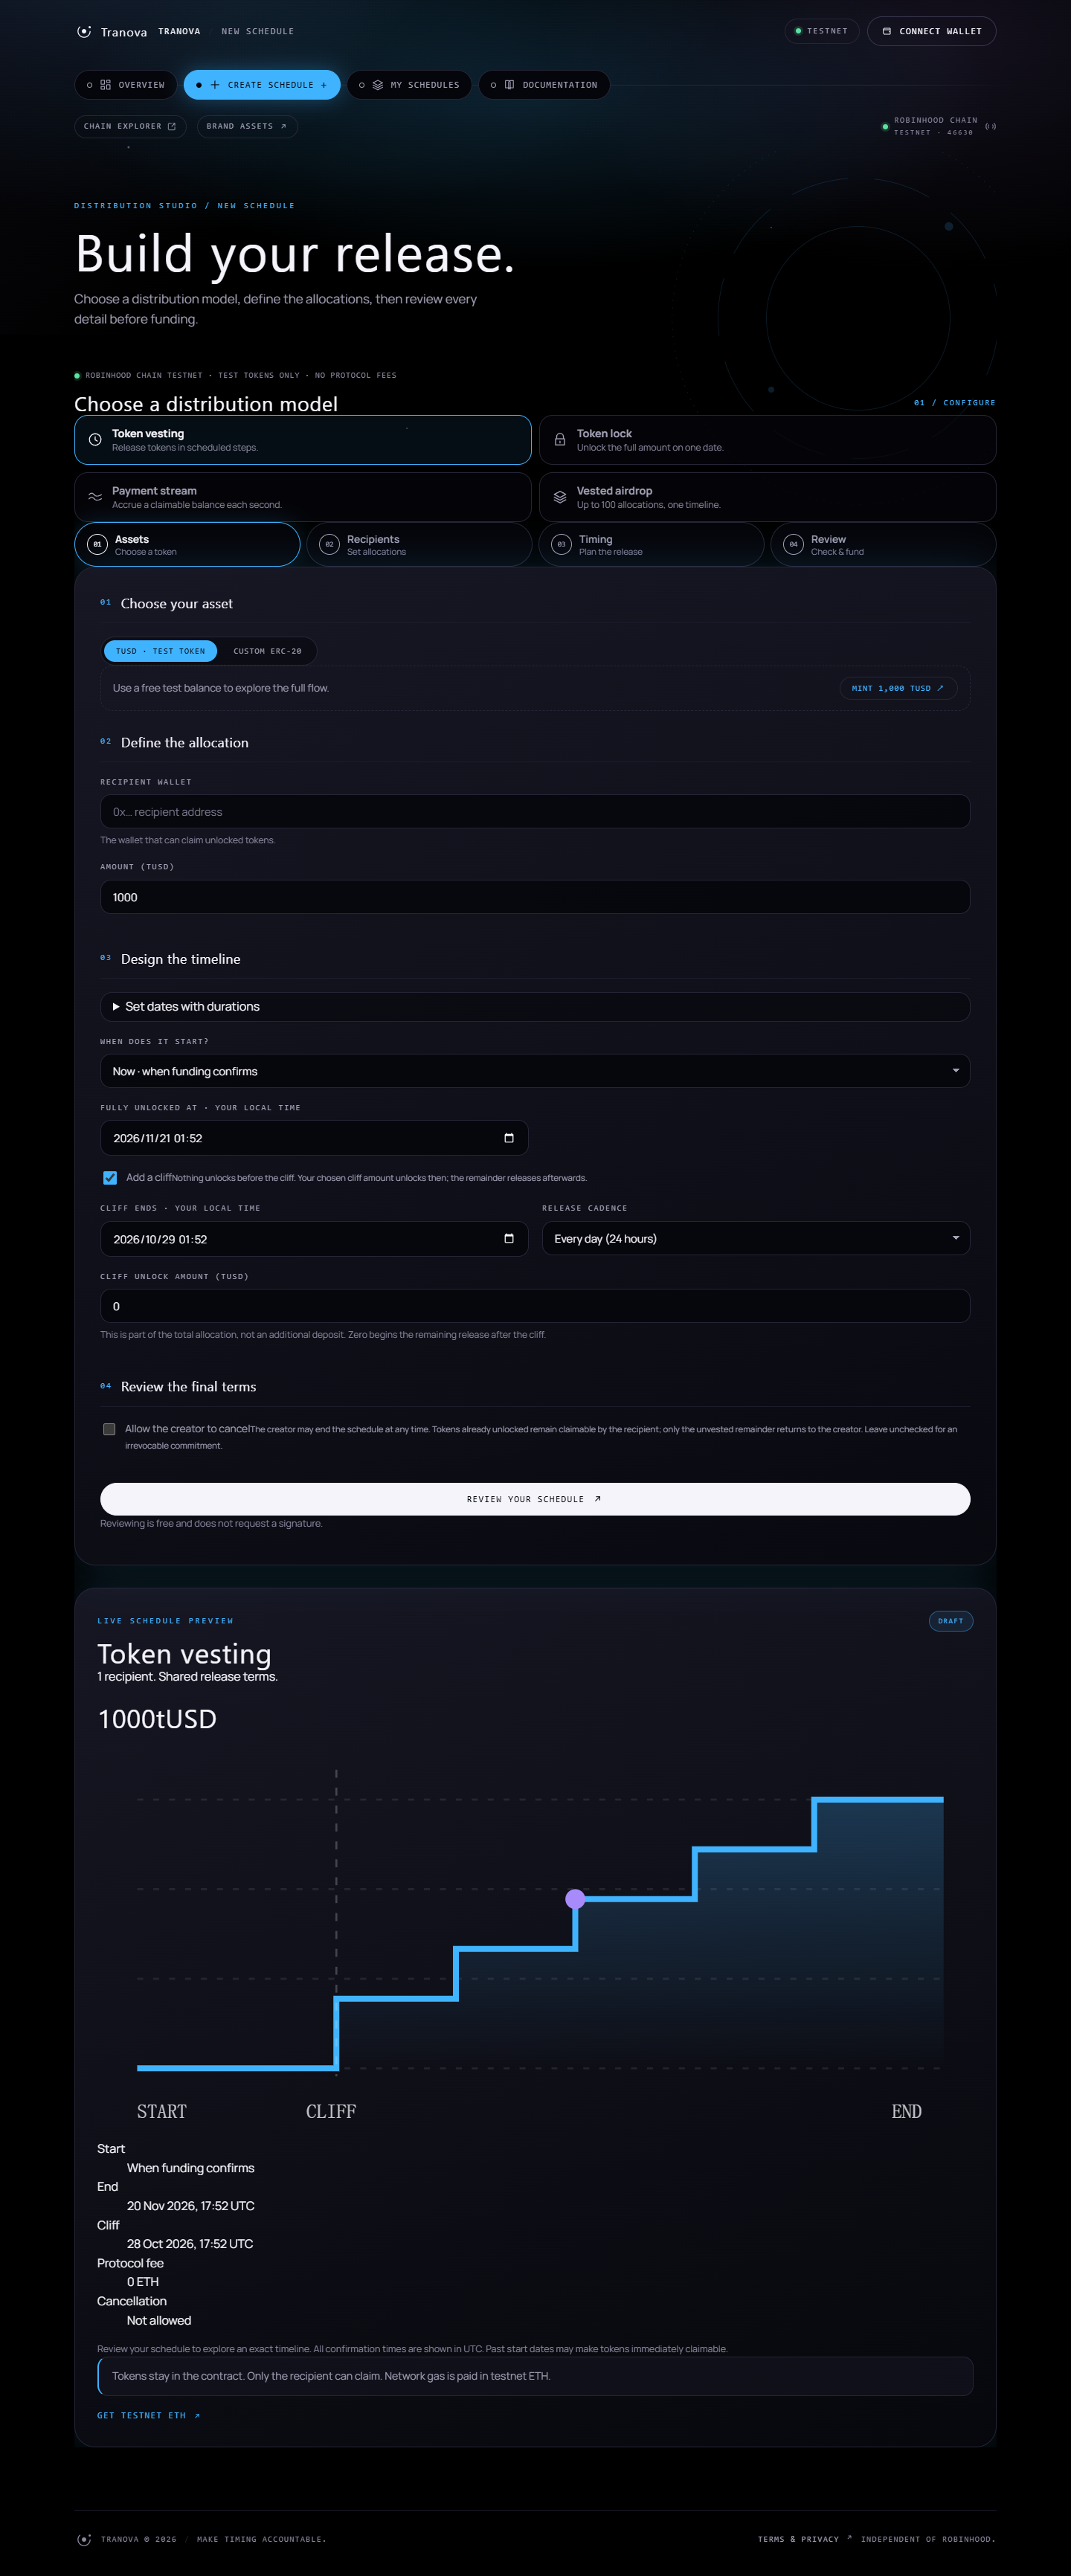 Tranova TRANOVA NEW SCHEDULE
TESTNET
CONNECT WALLET
OVERVIEW
CREATE SCHEDULE +
MY SCHEDULES
DOCUMENTATION
CHAIN EXPLORER
BRAND ASSETS ↗
ROBINHOOD CHAIN
TESTNET · 46630
DISTRIBUTION STUDIO / NEW SCHEDULE
Build your release.
Choose a distribution model, define the allocations, then review every
detail before funding.
ROBINHOOD CHAIN TESTNET · TEST TOKENS ONLY · NO PROTOCOL FEES
Choose a distribution model
01 / CONFIGURE
Token vesting
Release tokens in scheduled steps.
Token lock
Unlock the full amount on one date.
Payment stream
Accrue a claimable balance each second.
Vested airdrop
Up to 100 allocations, one timeline.
01 Assets
Choose a token
02 Recipients
Set allocations
03 Timing
Plan the release
04 Review
Check & fund
01 Choose your asset
TUSD · TEST TOKEN
CUSTOM ERC-20
Use a free test balance to explore the full flow.
MINT 1,000 TUSD ↗
02 Define the allocation
RECIPIENT WALLET
0x… recipient address
The wallet that can claim unlocked tokens.
AMOUNT (TUSD)
1000
03 Design the timeline
Set dates with durations
WHEN DOES IT START?
Now · when funding confirms
FULLY UNLOCKED AT · YOUR LOCAL TIME
2026/11/21 01:52
Add a cliffNothing unlocks before the cliff. Your chosen cliff amount unlocks then; the remainder releases afterwards.
CLIFF ENDS · YOUR LOCAL TIME
2026/10/29 01:52
RELEASE CADENCE
Every day (24 hours)
CLIFF UNLOCK AMOUNT (TUSD)
0
This is part of the total allocation, not an additional deposit. Zero begins the remaining release after the cliff.
04 Review the final terms
Allow the creator to cancelThe creator may end the schedule at any time. Tokens already unlocked remain claimable by the recipient; only the unvested remainder returns to the creator. Leave unchecked for an
irrevocable commitment.
REVIEW YOUR SCHEDULE ↗
Reviewing is free and does not request a signature.
LIVE SCHEDULE PREVIEW
DRAFT
Token vesting
1 recipient. Shared release terms.
1000tUSD
START
CLIFF
END
Start
When funding confirms
End
20 Nov 2026, 17:52 UTC
Cliff
28 Oct 2026, 17:52 UTC
Protocol fee
0 ETH
Cancellation
Not allowed
Review your schedule to explore an exact timeline. All confirmation times are shown in UTC. Past start dates may make tokens immediately claimable.
Tokens stay in the contract. Only the recipient can claim. Network gas is paid in testnet ETH.
GET TESTNET ETH ↗
TRANOVA © 2026 / MAKE TIMING ACCOUNTABLE.
TERMS & PRIVACY ↗ INDEPENDENT OF ROBINHOOD.